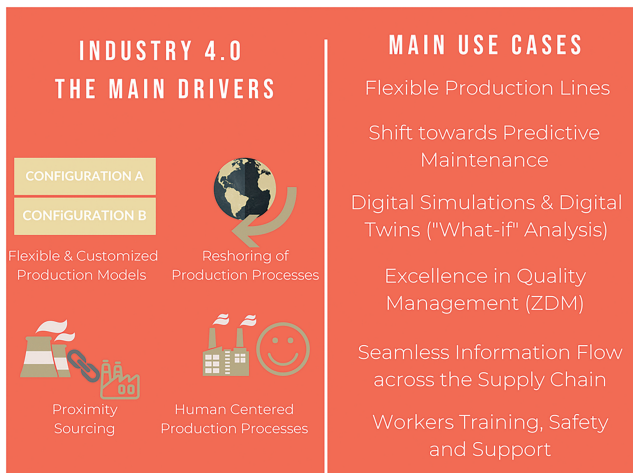 INDUSTRY 4.0
THE MAIN DRIVERS
CONFIGURATION A
CONFIGURATION B
Flexible & Customized
Production Models
Reshoring of
Production Processes
Proximity
Sourcing
Human Centered
Production Processes
MAIN USE CASES
Flexible Production Lines
Shift towards Predictive
Maintenance
Digital Simulations & Digital
Twins ("What-if" Analysis)
Excellence in Quality
Management (ZDM)
Seamless Information Flow
across the Supply Chain
Workers Training, Safety
and Support